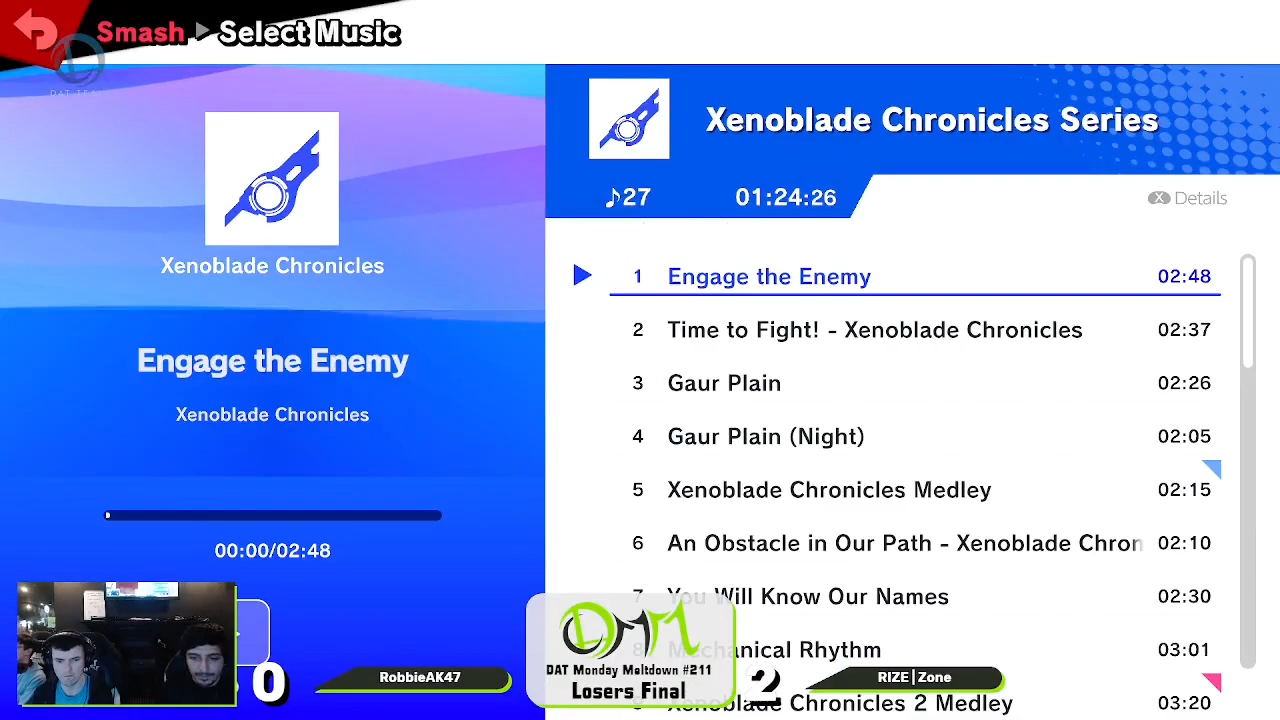 Smash ▶ Select Music
Xenoblade Chronicles
Engage the Enemy
Xenoblade Chronicles
00:00/02:48
Xenoblade Chronicles Series
♪27 01:24:26
X Details
1 Engage the Enemy 02:48
2 Time to Fight! - Xenoblade Chronicles 02:37
3 Gaur Plain 02:26
4 Gaur Plain (Night) 02:05
5 Xenoblade Chronicles Medley 02:15
6 An Obstacle in Our Path - Xenoblade Chron 02:10
7 You Will Know Our Names 02:30
8 Mechanical Rhythm 03:01
Xenoblade Chronicles 2 Medley 03:20
0 RobbieAK47
DMM
DAT Monday Meltdown #211
Losers Final
2 RIZE|Zone